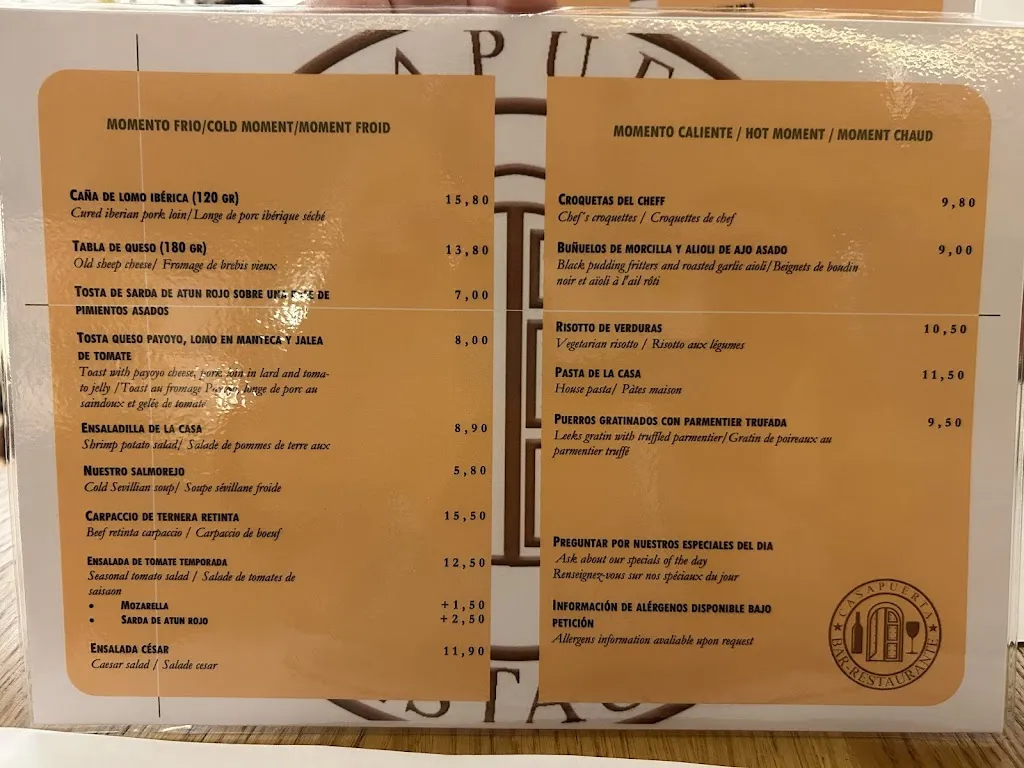 APUE
MOMENTO FRIO/COLD MOMENT/MOMENT FROID
CAÑA DE LOMO IBÉRICA (120 GR) 15,80
Cured iberian pork loin/Longe de porc ibérique séché
TABLA DE QUESO (180 GR) 13,80
Old sheep cheese/ Fromage de brebis vieux
TOSTA DE SARDA DE ATUN ROJO SOBRE UNA DE 7,00
PIMIENTOS ASADOS
TOSTA QUESO PAYOYO, LOMO EN MANTECA Y JALEA 8,00
DE TOMATE
Toast with payoyo cheese, pork loin in lard and toma-
to jelly /Toast au fromage Payoyo, longe de porc au
saindoux et gelée de tomate
ENSALADILLA DE LA CASA 8,90
Shrimp potato salad/ Salade de pommes de terre aux
NUESTRO SALMOREJO 5,80
Cold Sevillian soup/ Soupe sévillane froide
CARPACCIO DE TERNERA RETINTA 15,50
Beef retinta carpaccio / Carpaccio de boeuf
ENSALADA DE TOMATE TEMPORADA 12,50
Seasonal tomato salad / Salade de tomates de
saisaon
• MOZARELLA +1,50
• SARDA DE ATUN ROJO +2,50
ENSALADA CÉSAR 11,90
Caesar salad / Salade cesar
MOMENTO CALIENTE / HOT MOMENT / MOMENT CHAUD
CROQUETAS DEL CHEFF 9,80
Chef's croquettes / Croquettes de chef
BUÑUELOS DE MORCILLA Y ALIOLI DE AJO ASADO 9,00
Black pudding fritters and roasted garlic aioli/Beignets de boudin
noir et aïoli à l'ail rôti
RISOTTO DE VERDURAS 10,50
Vegetarian risotto / Risotto aux légumes
PASTA DE LA CASA 11,50
House pasta/ Pâtes maison
PUERROS GRATINADOS CON PARMENTIER TRUFADA 9,50
Leeks gratin with truffled parmentier/Gratin de poireaux au
parmentier truffé
PREGUNTAR POR NUESTROS ESPECIALES DEL DIA
Ask about our specials of the day
Renseignez-vous sur nos spéciaux du jour
INFORMACIÓN DE ALÉRGENOS DISPONIBLE BAJO
PETICIÓN
Allergens information avaliable upon request
CASAPUERTA
BAR-RESTAURANTE
STAU